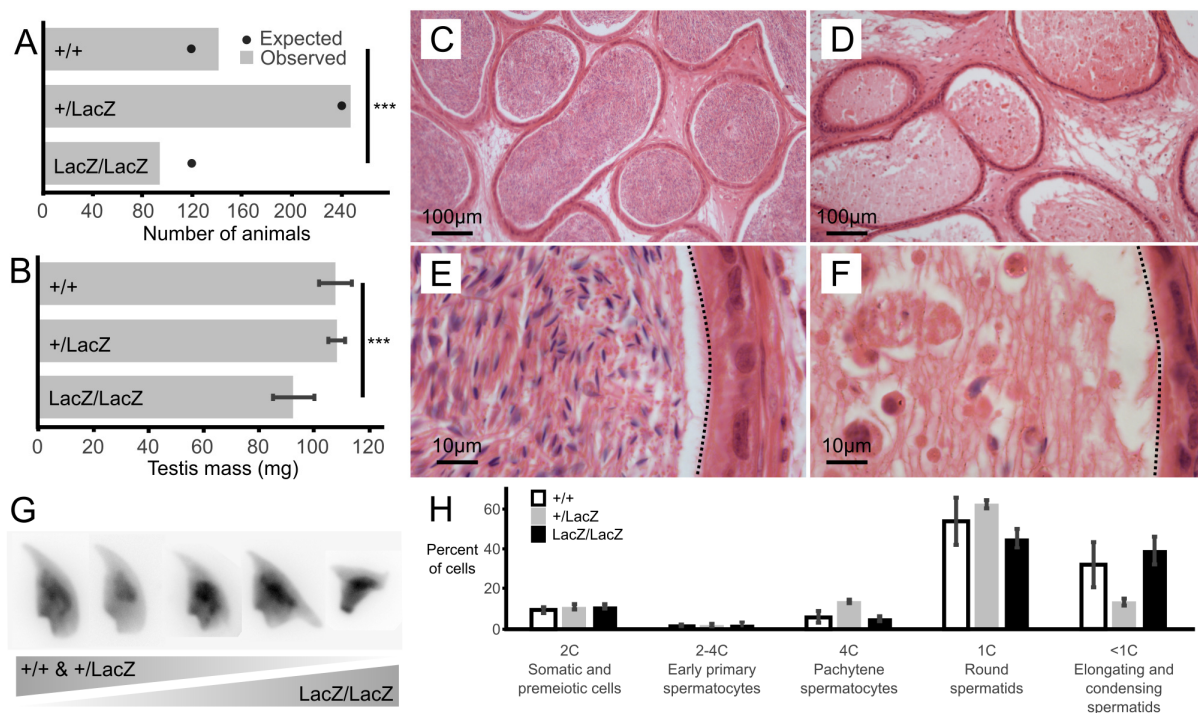 A
+/+
Expected
Observed
+/LacZ
***
LacZ/LacZ
0 40 80 120 160 200 240
Number of animals
B
+/+
+/LacZ
***
LacZ/LacZ
0 20 40 60 80 100 120
Testis mass (mg)
C
100μm
D
100μm
E
10μm
F
10μm
G
+/+ & +/LacZ
LacZ/LacZ
H
+/+
+/LacZ
LacZ/LacZ
Percent
of cells
60
40
20
0
2C
Somatic and
premeiotic cells
2-4C
Early primary
spermatocytes
4C
Pachytene
spermatocytes
1C
Round
spermatids
<1C
Elongating and
condensing
spermatids